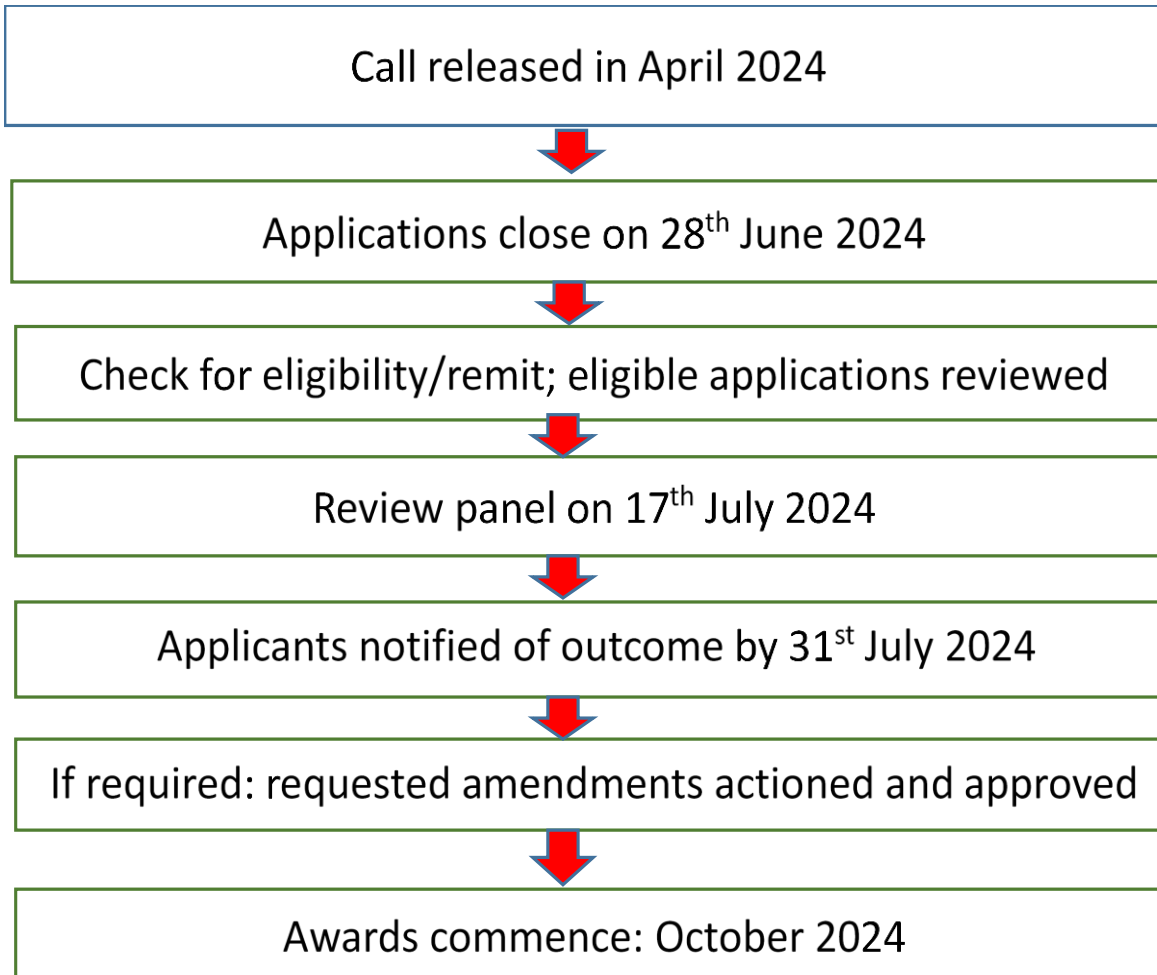 Call released in April 2024
Applications close on 28th June 2024
Check for eligibility/remit; eligible applications reviewed
Review panel on 17th July 2024
Applicants notified of outcome by 31st July 2024
If required: requested amendments actioned and approved
Awards commence: October 2024